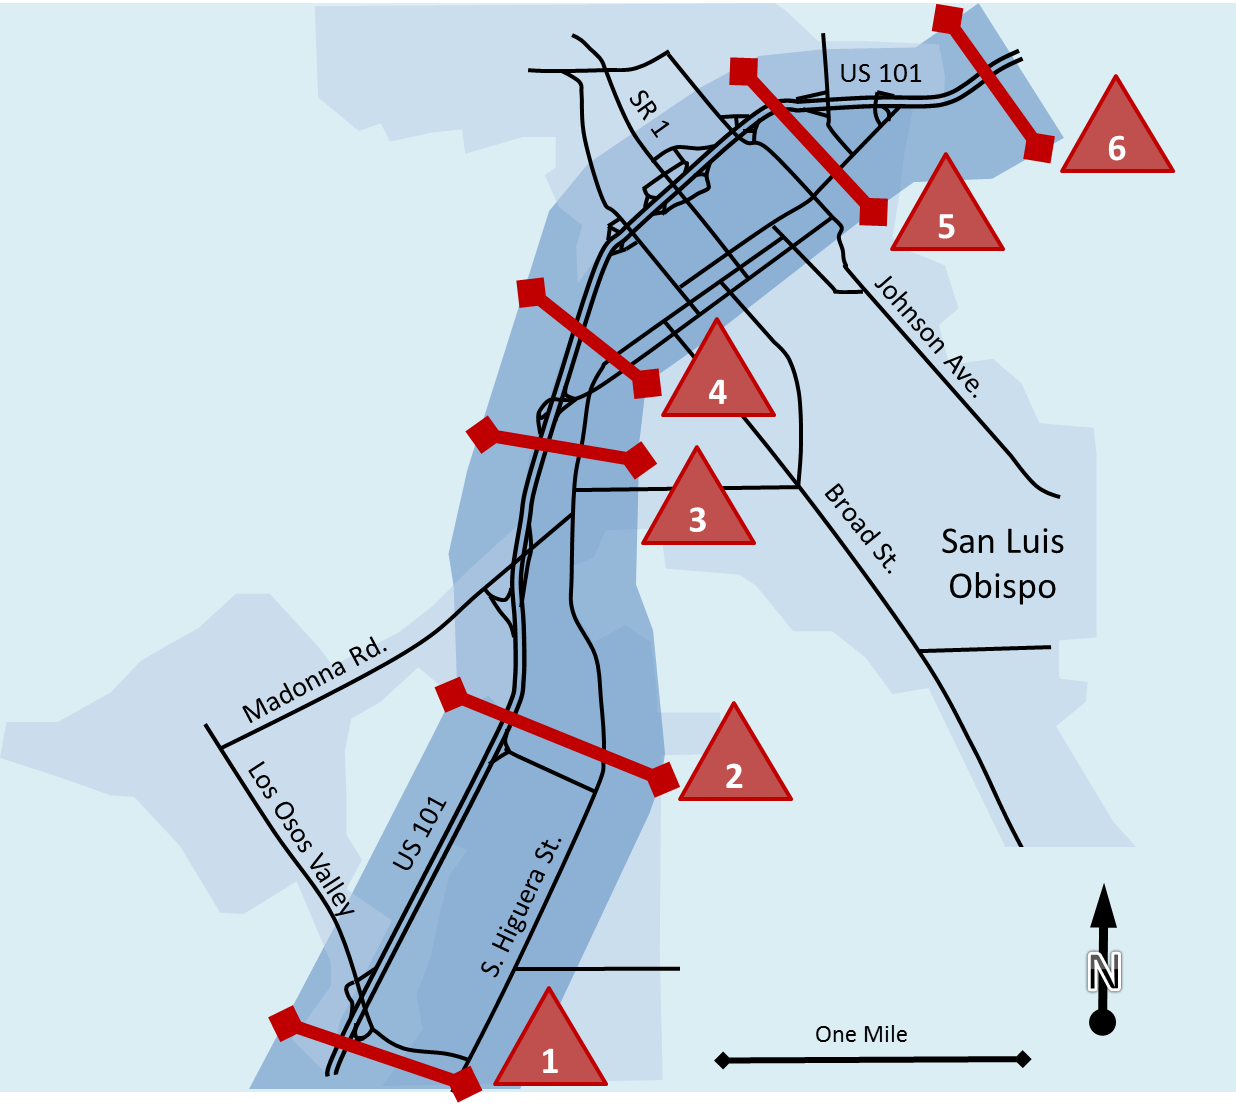 US 101
SR 1
6
5
Johnson Ave.
4
3
Broad St.
San Luis
Obispo
Madonna Rd.
2
Los Osos Valley
US 101
S. Higuera St.
N
One Mile
1